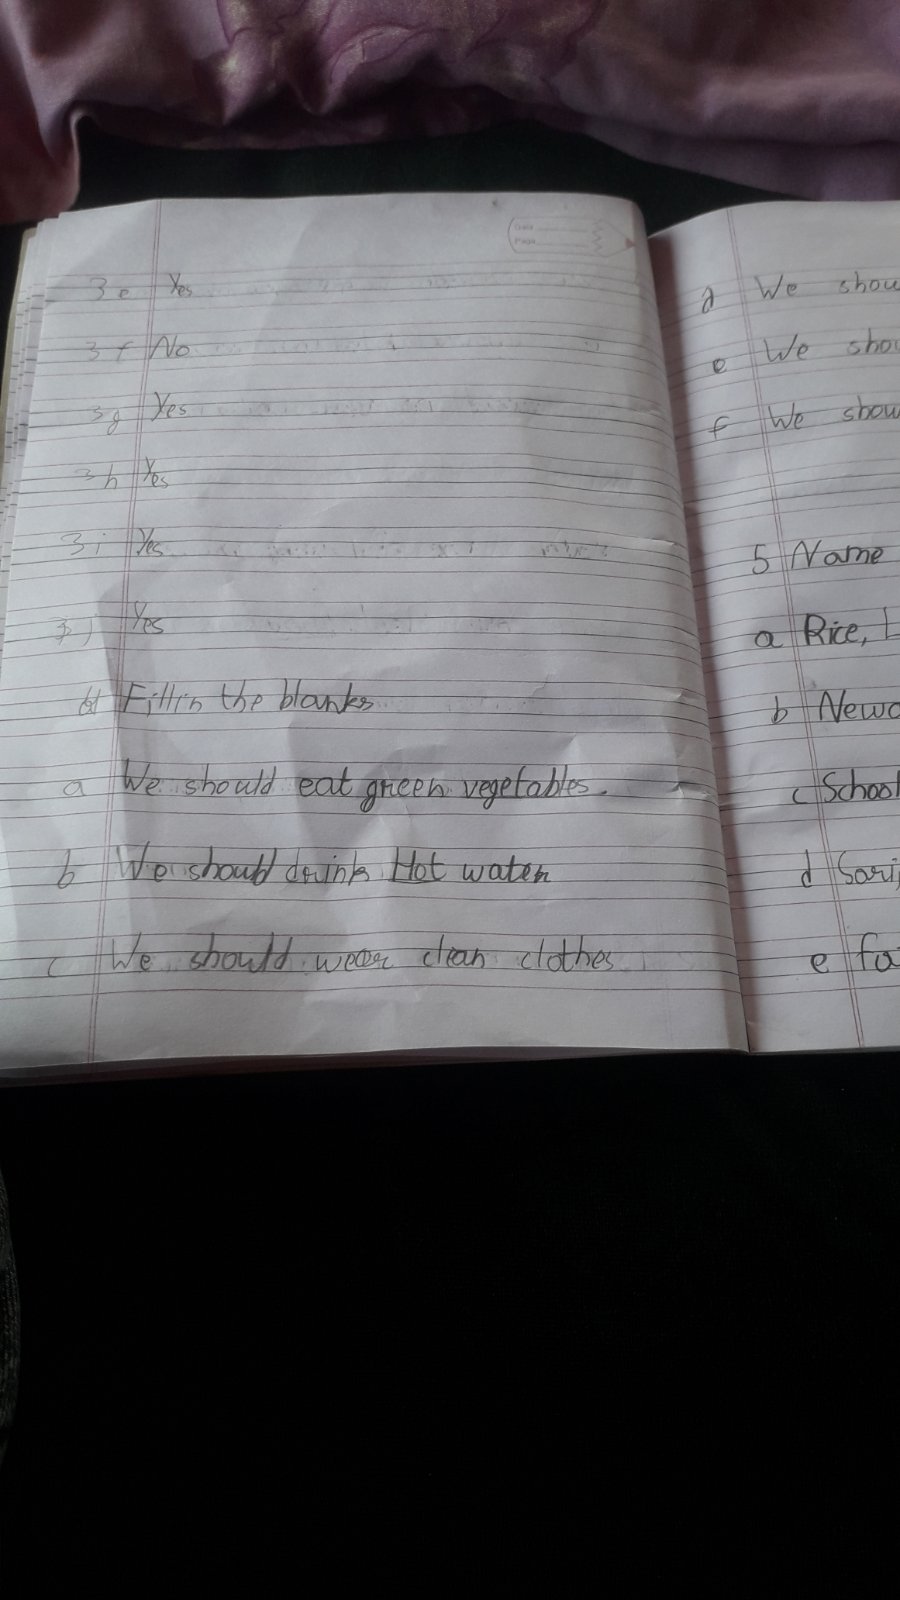 Date
Page
3 e Yes
3 f No
3 g Yes
3 h Yes
3 i Yes
3 j Yes
4 Fill in the blanks
a We should eat green vegetables.
b We should drink Hot water
c We should wear clean clothes
d We shou
e We shou
f We shou
5 Name
a Rice, L
b Newa
c School
d Sari,
e fa